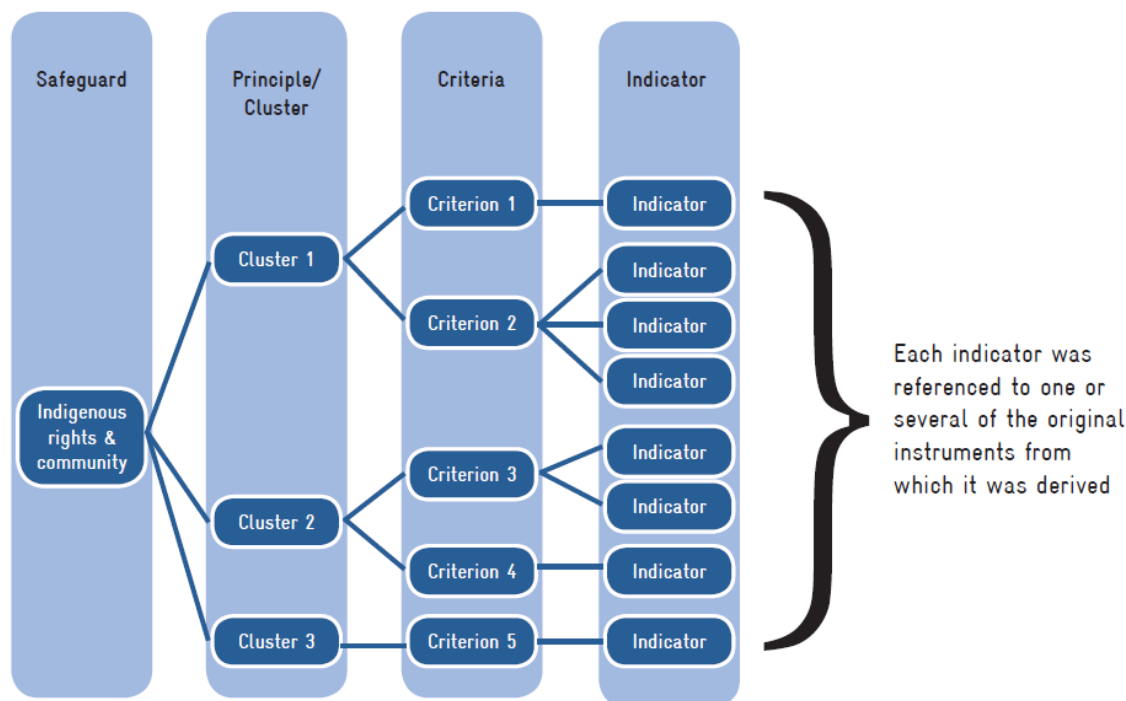 Safeguard
Principle/
Cluster
Criteria
Indicator
Indigenous
rights &
community
Cluster 1
Cluster 2
Cluster 3
Criterion 1
Criterion 2
Criterion 3
Criterion 4
Criterion 5
Indicator
Indicator
Indicator
Indicator
Indicator
Indicator
Indicator
Indicator
Each indicator was
referenced to one or
several of the original
instruments from
which it was derived